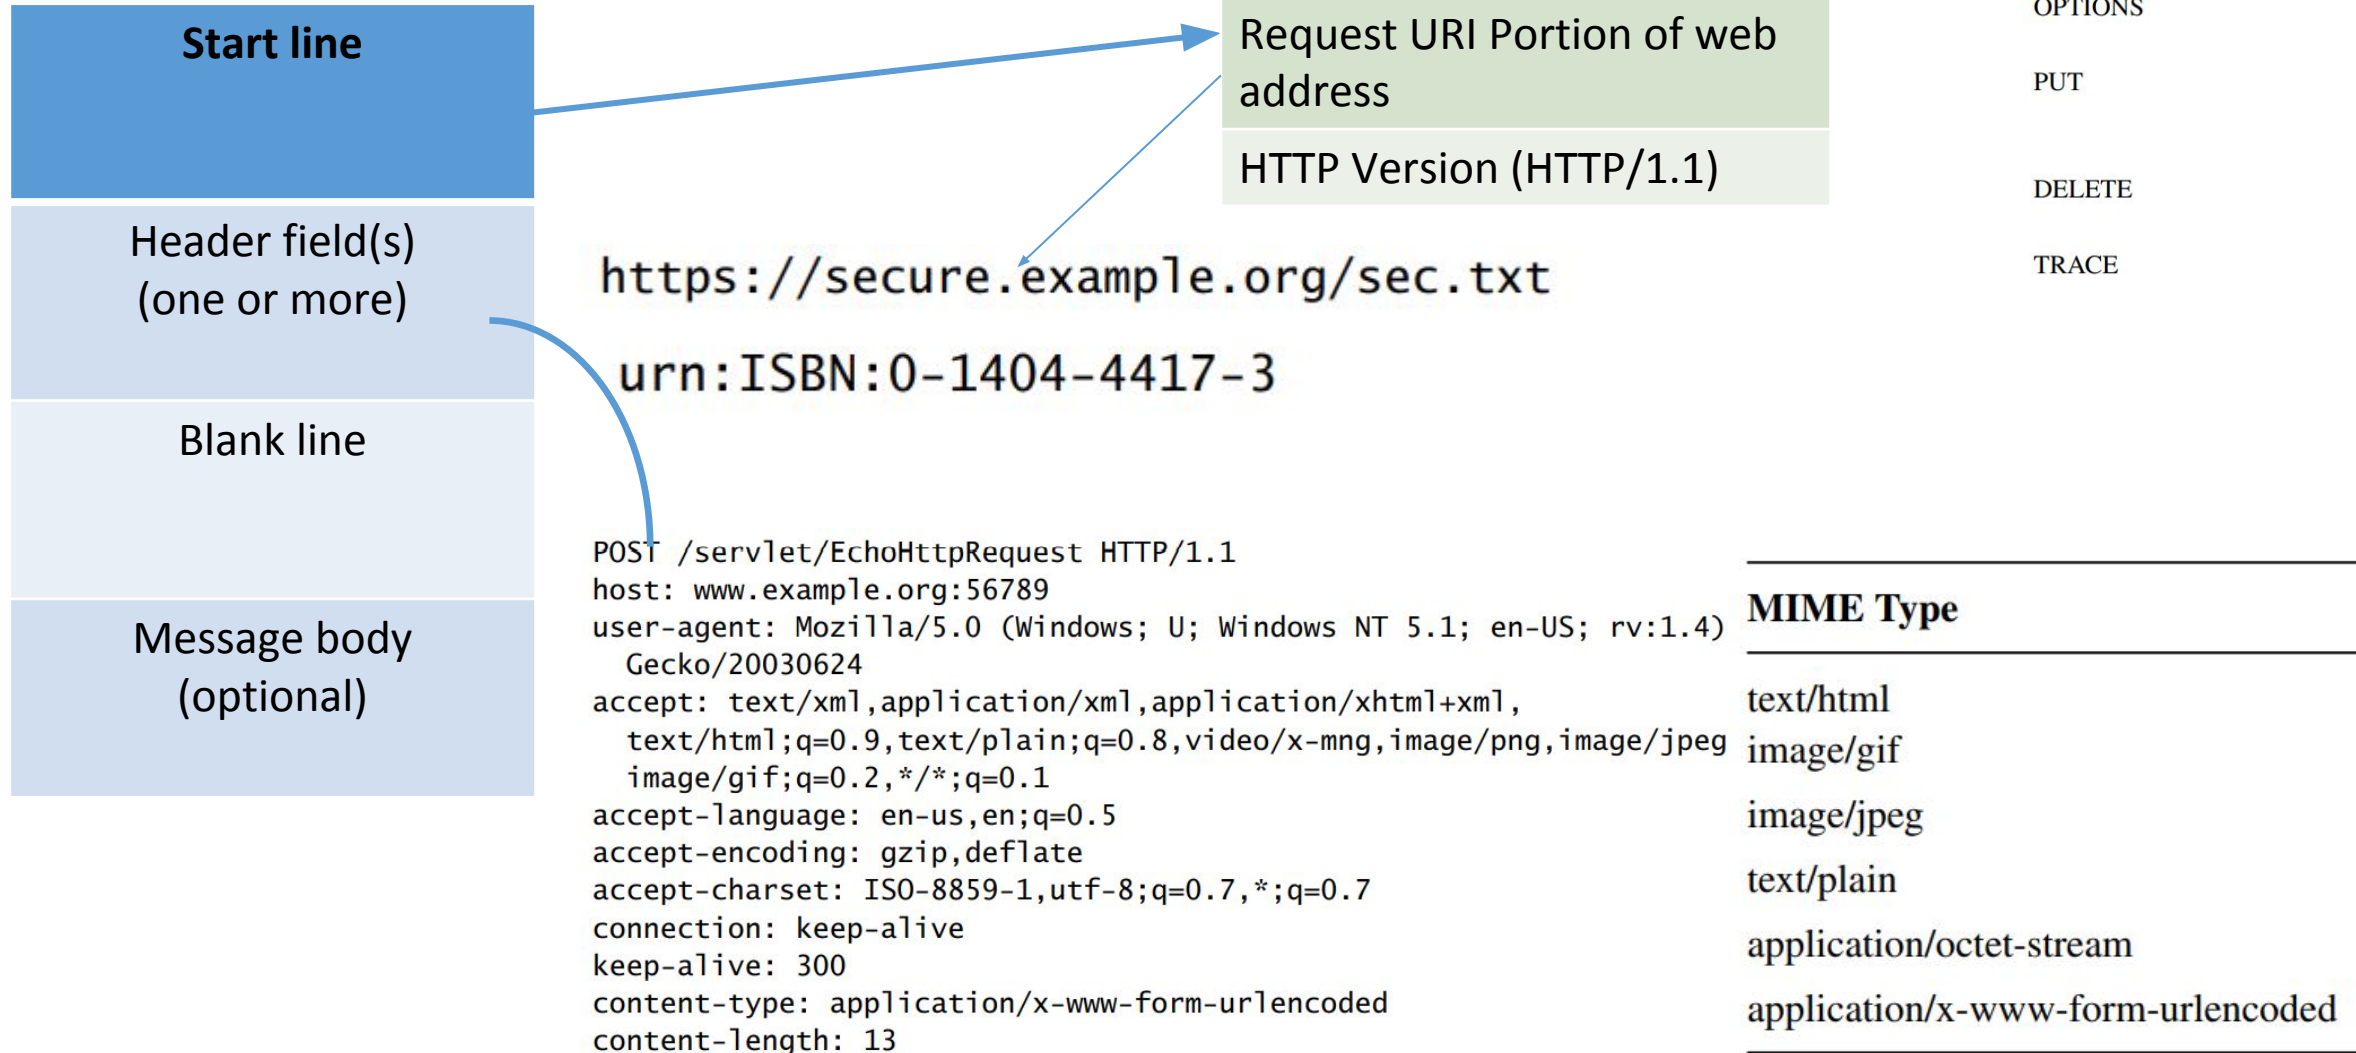 Start line
Header field(s)
(one or more)
Blank line
Message body
(optional)
Request URI Portion of web
address
HTTP Version (HTTP/1.1)
https://secure.example.org/sec.txt
urn:ISBN:0-1404-4417-3
OPTIONS
PUT
DELETE
TRACE
POST /servlet/EchoHttpRequest HTTP/1.1
host: www.example.org:56789
user-agent: Mozilla/5.0 (Windows; U; Windows NT 5.1; en-US; rv:1.4)
Gecko/20030624
accept: text/xml,application/xml,application/xhtml+xml,
text/html;q=0.9,text/plain;q=0.8,video/x-mng,image/png,image/jpeg
image/gif;q=0.2,*/*;q=0.1
accept-language: en-us,en;q=0.5
accept-encoding: gzip,deflate
accept-charset: ISO-8859-1,utf-8;q=0.7,*;q=0.7
connection: keep-alive
keep-alive: 300
content-type: application/x-www-form-urlencoded
content-length: 13
MIME Type
text/html
image/gif
image/jpeg
text/plain
application/octet-stream
application/x-www-form-urlencoded